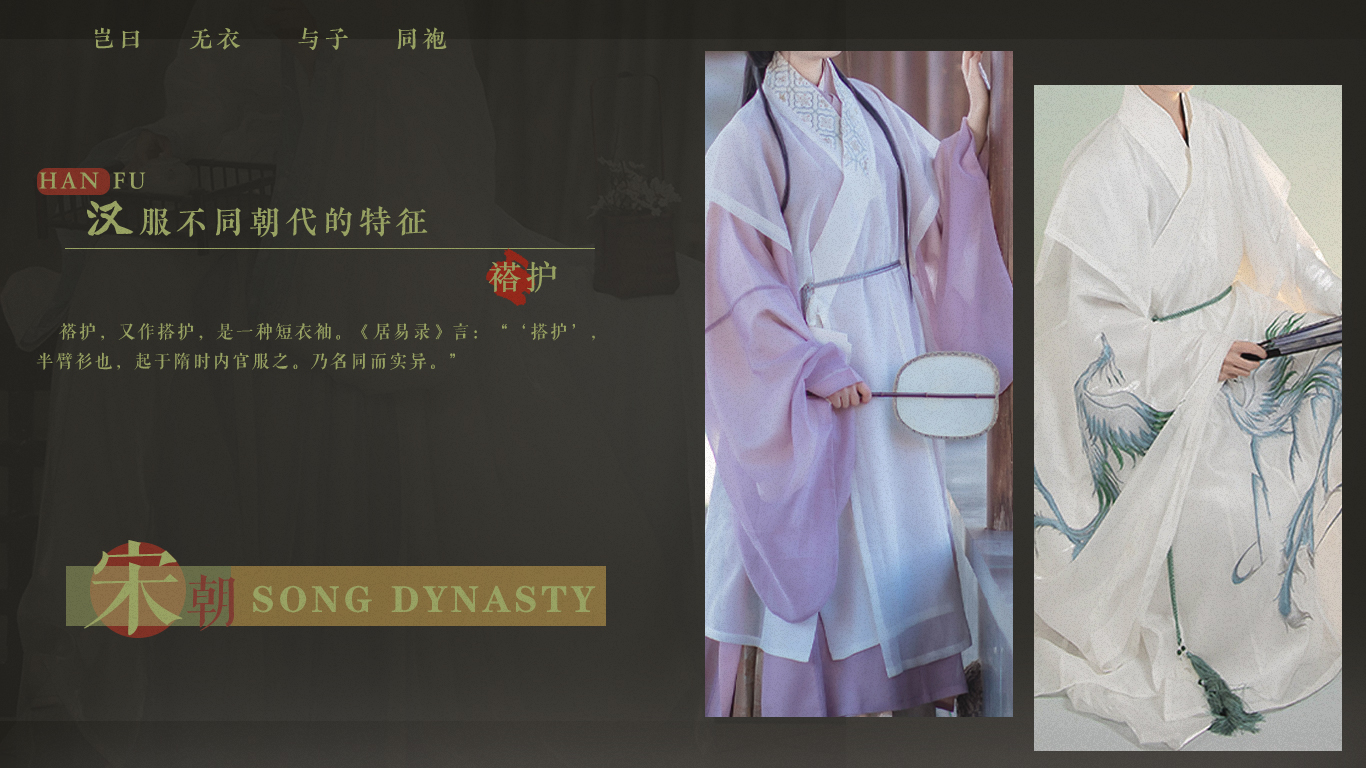 岂曰 无衣 与子 同袍
HAN FU
汉服不同朝代的特征
褡护
褡护，又作搭护，是一种短衣袖。《居易录》言：“‘搭护’，
半臂衫也，起于隋时内官服之。乃名同而实异。”
宋朝 SONG DYNASTY